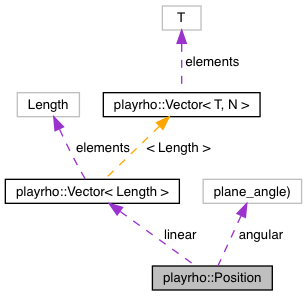 T
elements
Length
playrho::Vector< T, N >
elements
< Length >
playrho::Vector< Length >
plane_angle)
linear
angular
playrho::Position